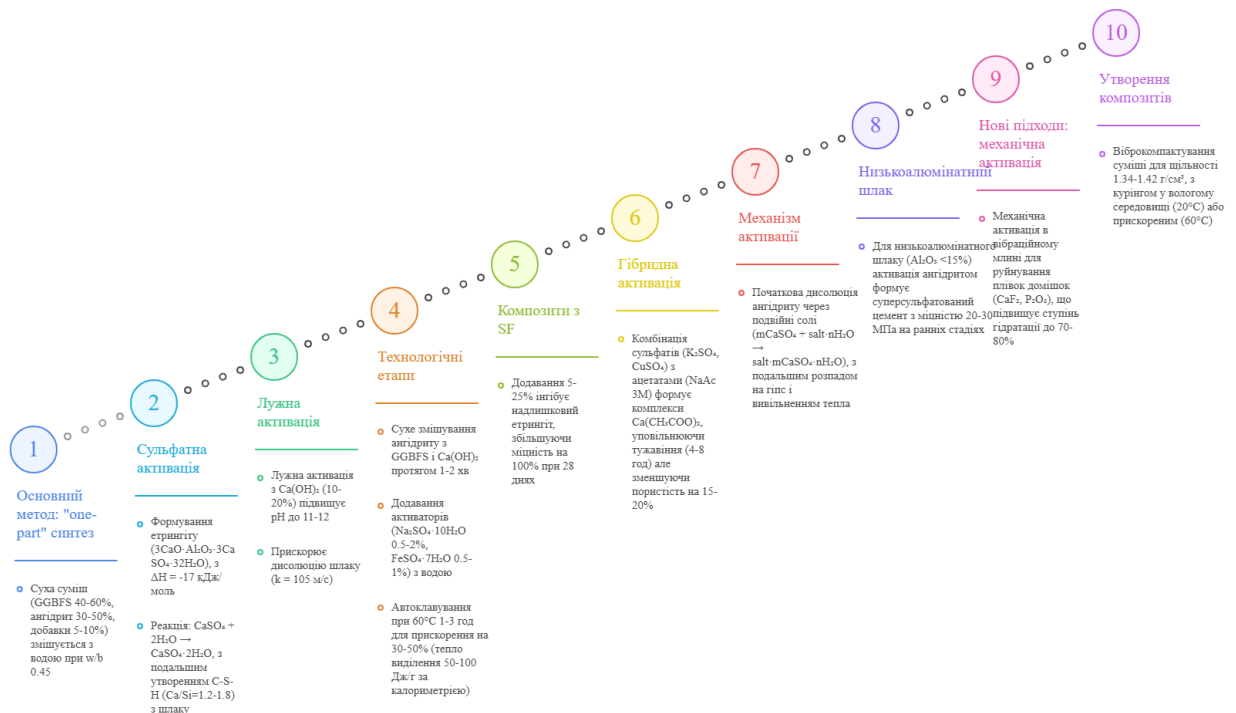 1
Основний
метод: "one-
part" синтез
Суха суміш
(GGBFS 40-60%,
ангідрит 30-50%,
добавки 5-10%)
змішується з
водою при w/b
0.45
2
Сульфатна
активація
Формування
етрингіту
(3CaO·Al₂O₃·3Ca
SO₄·32H₂O), з
ΔH = -17 кДж/
моль
Реакція: CaSO₄ +
2H₂O →
CaSO₄·2H₂O, з
подальшим
утворенням C-S-
H (Ca/Si=1.2-1.8)
з шлаку
3
Лужна
активація
Лужна активація
з Ca(OH)₂ (10-
20%) підвищує
pH до 11-12
Прискорює
дисолюцію шлаку
(k = 105 м/с)
4
Технологічні
етапи
Сухе змішування
ангідриту з
GGBFS і Ca(OH)₂
протягом 1-2 хв
Додавання
активаторів
(Na₂SO₄·10H₂O
0.5-2%,
FeSO₄·7H₂O 0.5-
1%) з водою
Автоклавування
при 60°C 1-3 год
для прискорення на
30-50% (тепло
виділення 50-100
Дж/г за
калориметрією)
5
Композити з
SF
Додавання 5-
25% інгібує
надлишковий
етрингіт,
збільшуючи
міцність на
100% при 28
днях
6
Гібридна
активація
Комбінація
сульфатів (K₂SO₄,
CuSO₄) з
ацетатами (NaAc
3M) формує
комплекси
Ca(CH₃COO)₂,
уповільнюючи
тужавіння (4-8
год) але
зменшуючи
пористість на 15-
20%
7
Механізм
активації
Початкова дисолюція
ангідриту через
подвійні солі
(mCaSO₄ + salt·nH₂O
→
salt·mCaSO₄·nH₂O), з
подальшим розпадом
на гіпс і
вивільненням тепла
8
Низькоалюмінатний
шлак
Для низькоалюмінатного
шлаку (Al₂O₃ <15%)
активація ангідритом
формує
суперсульфатований
цемент з міцністю 20-30
МПа на ранніх стадіях
9
Нові підходи:
механічна
активація
Механічна
активація в
вібраційному
млині для
руйнування
плівок домішок
(CaF₂, P₂O₅), що
підвищує ступінь
гідратації до 70-
80%
10
Утворення
композитів
Віброкомпактування
суміші для щільності
1.34-1.42 г/см³, з
курінгом у вологого
середовищі (20°C) або
прискореним (60°C)